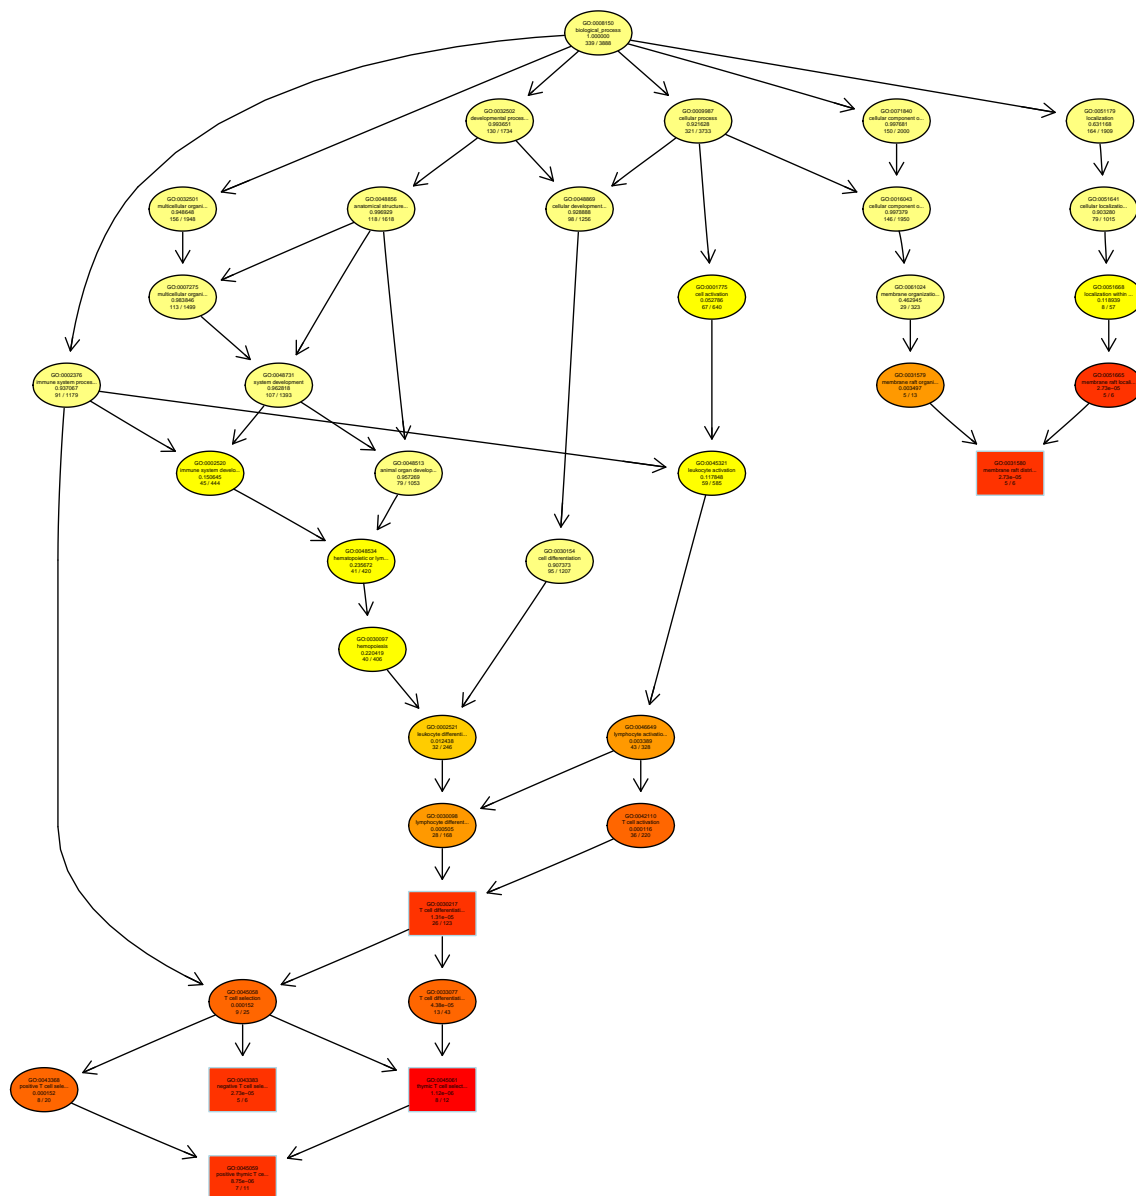 GO:0008150
biological_process
1.000000
339 / 3888
GO:0032502
developmental proces...
0.993651
130 / 1734
GO:0009987
cellular process
0.921628
321 / 3733
GO:0071840
cellular component o...
0.997681
150 / 2000
GO:0051179
localization
0.631168
164 / 1909
GO:0032501
multicellular organi...
0.946648
156 / 1948
GO:0048856
anatomical structure...
0.996929
118 / 1618
GO:0048869
cellular development...
0.928888
98 / 1256
GO:0016043
cellular component o...
0.997379
146 / 1950
GO:0051641
cellular localizatio...
0.903280
79 / 1015
GO:0007275
multicellular organi...
0.983846
113 / 1499
GO:0001775
cell activation
0.052786
67 / 640
GO:0061024
membrane organizatio...
0.462945
29 / 323
GO:0051668
localization within ...
0.118939
8 / 57
GO:0002376
immune system proces...
0.937067
91 / 1179
GO:0048731
system development
0.962818
107 / 1393
GO:0031579
membrane raft organi...
0.003497
5 / 13
GO:0051665
membrane raft locali...
2.73e-05
5 / 6
GO:0002520
immune system develo...
0.150645
45 / 444
GO:0048513
animal organ develop...
0.957369
79 / 1053
GO:0045321
leukocyte activation
0.117848
59 / 585
GO:0031580
membrane raft distri...
2.73e-05
5 / 6
GO:0048534
hematopoietic or lym...
0.235672
41 / 420
GO:0030154
cell differentiation
0.907373
95 / 1207
GO:0030097
hemopoiesis
0.220419
40 / 406
GO:0002521
leukocyte differenti...
0.012438
32 / 246
GO:0046649
lymphocyte activatio...
0.003389
43 / 328
GO:0030098
lymphocyte different...
0.000505
28 / 168
GO:0042110
T cell activation
0.000116
36 / 220
GO:0030217
T cell differentiati...
1.31e-05
26 / 123
GO:0045058
T cell selection
0.000152
9 / 25
GO:0033077
T cell differentiati...
4.39e-05
13 / 43
GO:0043368
positive T cell sele...
0.000152
8 / 20
GO:0043383
negative T cell sele...
2.73e-05
5 / 6
GO:0045061
thymic T cell select...
GO:0045059
positive thymic T ce...
8.75e-06
7 / 11